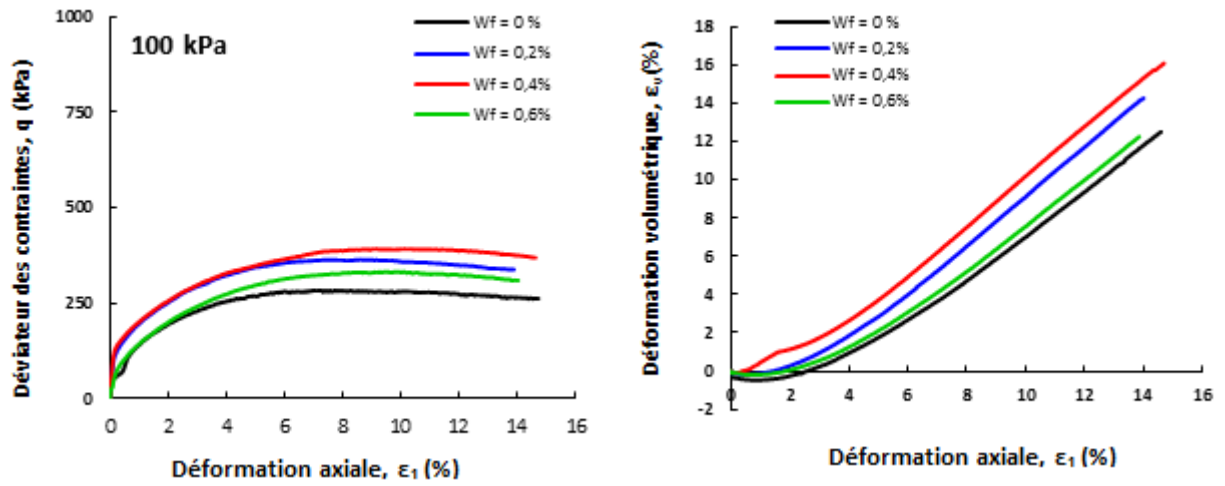 100 kPa
Wf = 0 %
Wf = 0,2%
Wf = 0,4%
Wf = 0,6%
Déviateur des contraintes, q (kPa)
1000
750
500
250
0
0 2 4 6 8 10 12 14 16
Déformation axiale, ε1 (%)
Wf = 0 %
Wf = 0,2%
Wf = 0,4%
Wf = 0,6%
Déformation volumétrique, ευ(%)
18
16
14
12
10
8
6
4
2
0
-2
0 2 4 6 8 10 12 14 16
Déformation axiale, ε1 (%)